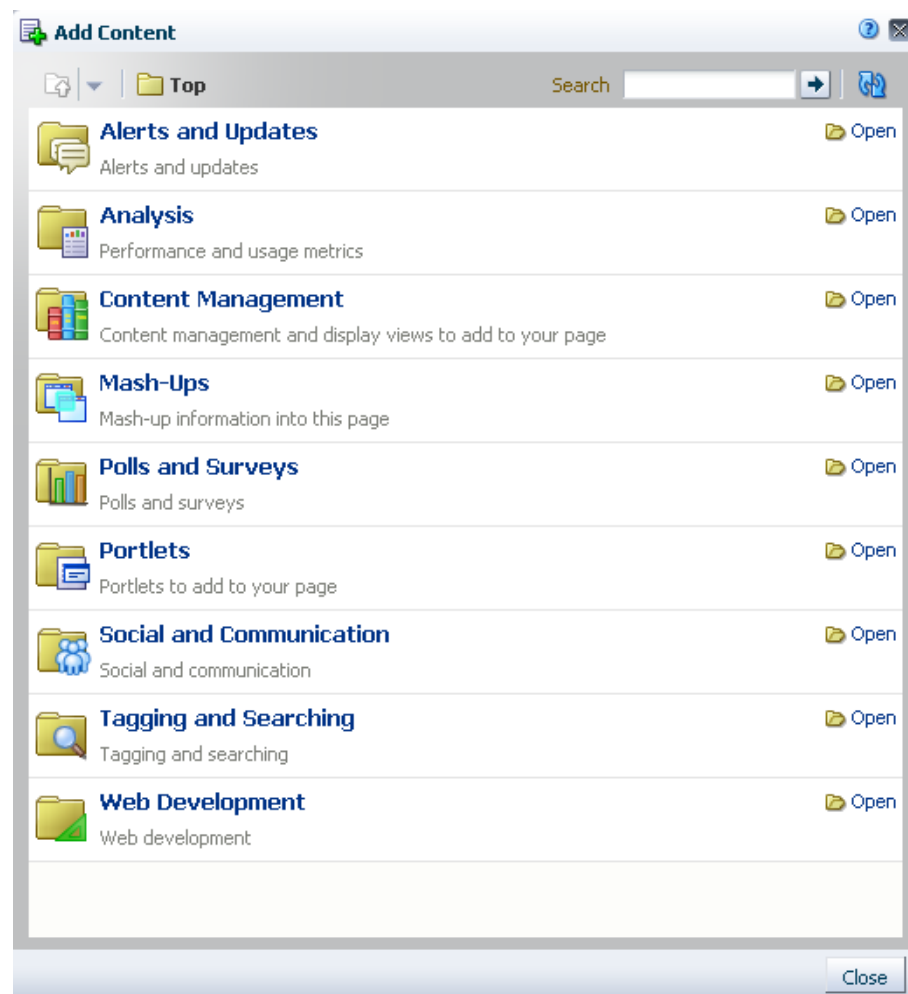 Add Content
Top Search
Alerts and Updates Open
Alerts and updates
Analysis Open
Performance and usage metrics
Content Management Open
Content management and display views to add to your page
Mash-Ups Open
Mash-up information into this page
Polls and Surveys Open
Polls and surveys
Portlets Open
Portlets to add to your page
Social and Communication Open
Social and communication
Tagging and Searching Open
Tagging and searching
Web Development Open
Web development
Close